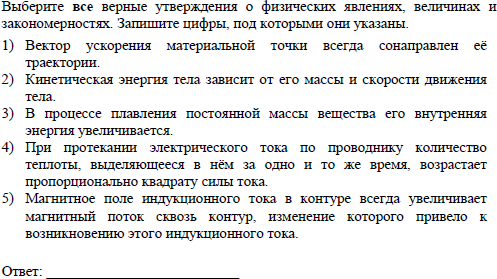 Выберите все верные утверждения о физических явлениях, величинах и
закономерностях. Запишите цифры, под которыми они указаны.
1) Вектор ускорения материальной точки всегда сонаправлен её
траектории.
2) Кинетическая энергия тела зависит от его массы и скорости движения
тела.
3) В процессе плавления постоянной массы вещества его внутренняя
энергия увеличивается.
4) При протекании электрического тока по проводнику количество
теплоты, выделяющееся в нём за одно и то же время, возрастает
пропорционально квадрату силы тока.
5) Магнитное поле индукционного тока в контуре всегда увеличивает
магнитный поток сквозь контур, изменение которого привело к
возникновению этого индукционного тока.
Ответ: ___________________________